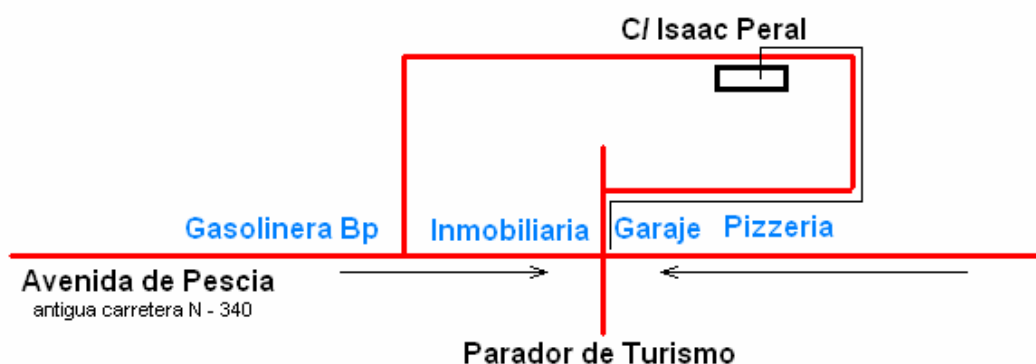 C/ Isaac Peral
Gasolinera Bp
Inmobiliaria
Garaje
Pizzeria
Avenida de Pescia
antigua carretera N - 340
Parador de Turismo